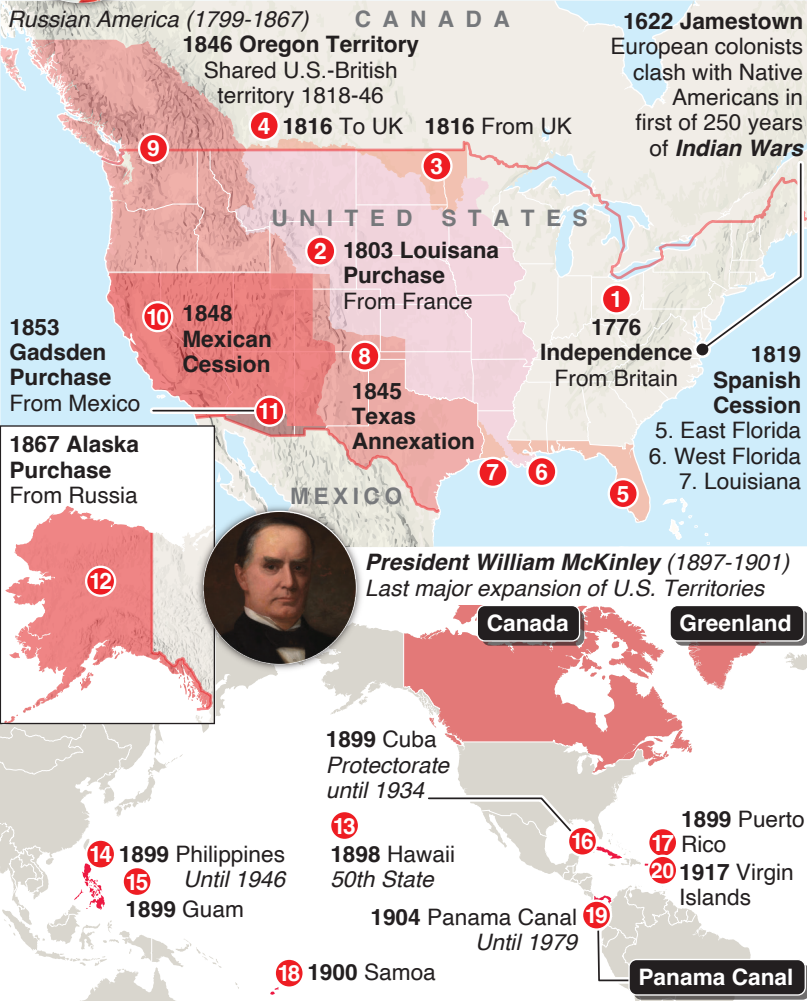 Russian America (1799-1867)
CANADA
1846 Oregon Territory
Shared U.S.-British
territory 1818-46
1622 Jamestown
European colonists
clash with Native
Americans in
first of 250 years
of Indian Wars
4 1816 To UK
1816 From UK
9
3
UNITED STATES
2 1803 Louisana
Purchase
From France
1
1776
Independence
From Britain
10 1848
Mexican
Cession
1853
Gadsden
Purchase
From Mexico
11
8
1845
Texas
Annexation
1819
Spanish
Cession
5. East Florida
6. West Florida
7. Louisiana
7
6
5
MEXICO
1867 Alaska
Purchase
From Russia
12
President William McKinley (1897-1901)
Last major expansion of U.S. Territories
Canada
Greenland
1899 Cuba
Protectorate
until 1934
13
1898 Hawaii
50th State
16
17 1899 Puerto
Rico
20 1917 Virgin
Islands
14 1899 Philippines
Until 1946
15
1899 Guam
1904 Panama Canal 19
Until 1979
18 1900 Samoa
Panama Canal